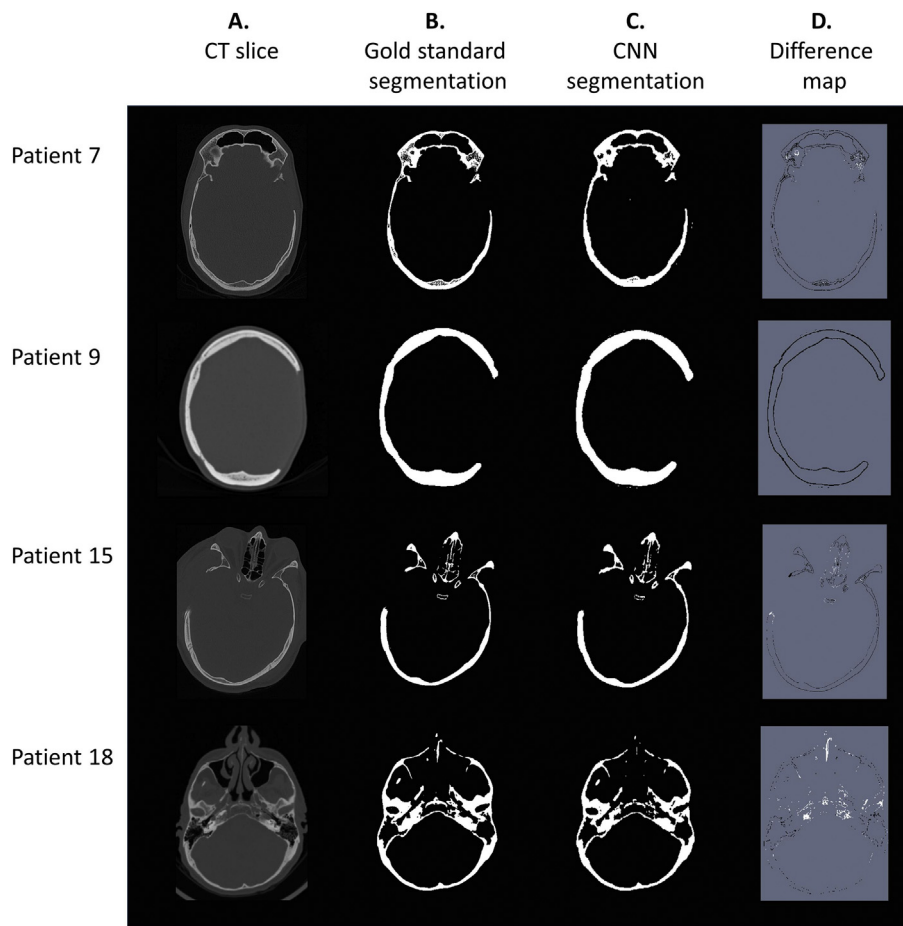 A.
CT slice
B.
Gold standard
segmentation
C.
CNN
segmentation
D.
Difference
map
Patient 7
Patient 9
Patient 15
Patient 18